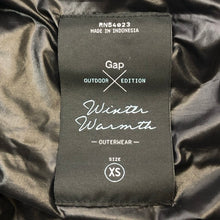 RN54023
MADE IN INDONESIA
Gap
OUTDOOR EDITION
Winter
Warmth
—OUTERWEAR—
SIZE
XS